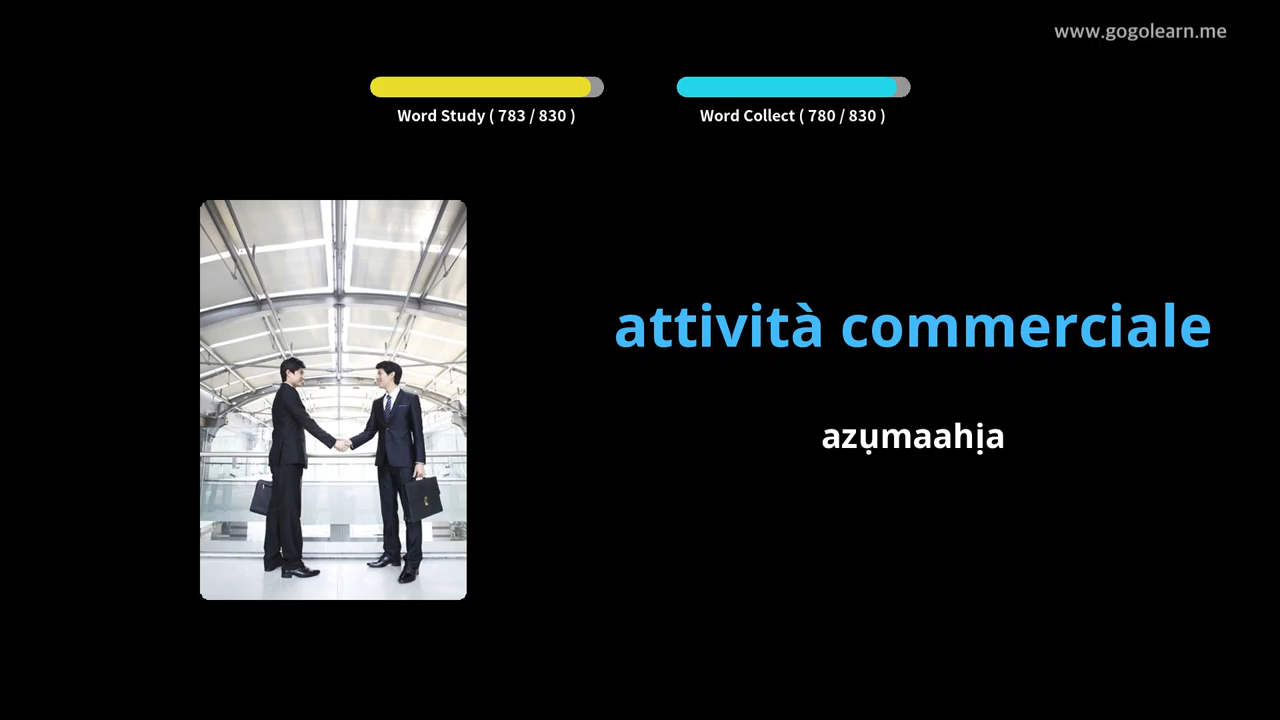 www.gogolearn.me
Word Study ( 783 / 830 )
Word Collect ( 780 / 830 )
attività commerciale
azụmaahịa